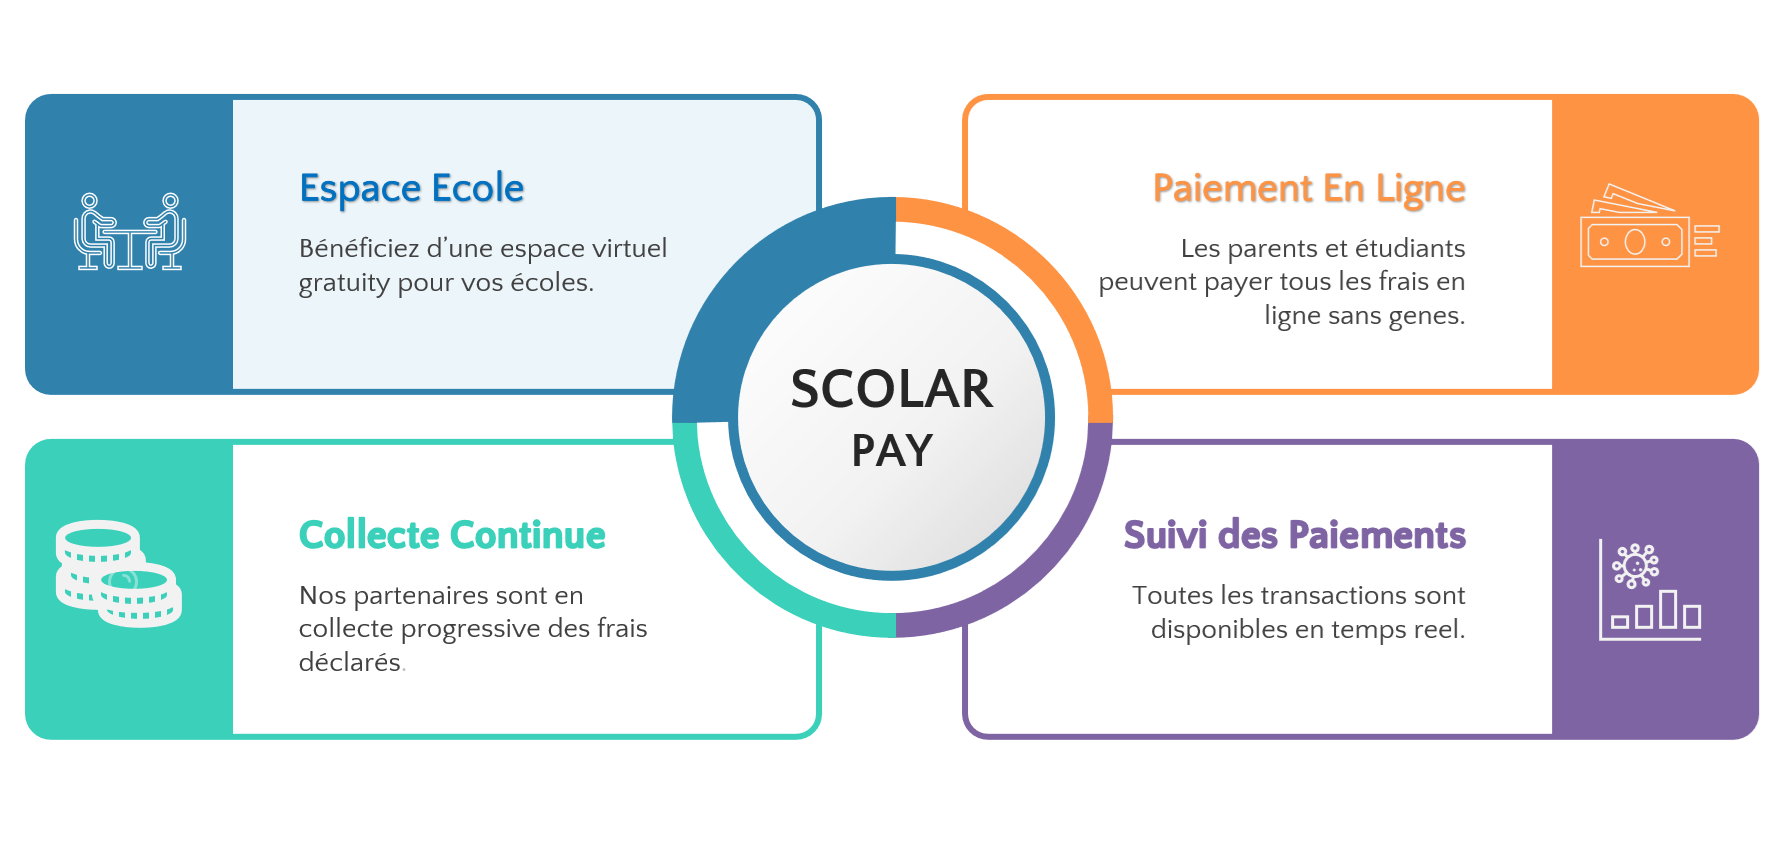 Espace Ecole
Bénéficiez d’une espace virtuel
gratuity pour vos écoles.
Paiement En Ligne
Les parents et étudiants
peuvent payer tous les frais en
ligne sans genes.
SCOLAR
PAY
Collecte Continue
Nos partenaires sont en
collecte progressive des frais
déclarés.
Suivi des Paiements
Toutes les transactions sont
disponibles en temps reel.